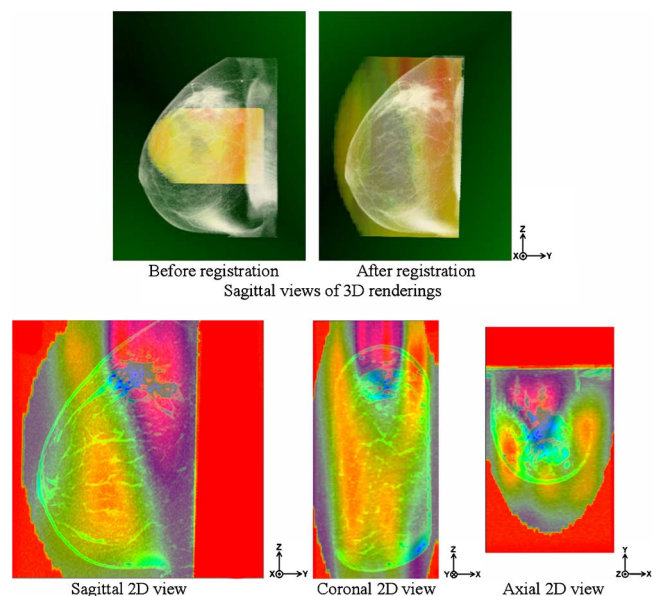 Before registration
After registration
Z
X Y
Sagittal views of 3D renderings
Z
X Y
Z
Y X
Y
Z X
Sagittal 2D view
Coronal 2D view
Axial 2D view